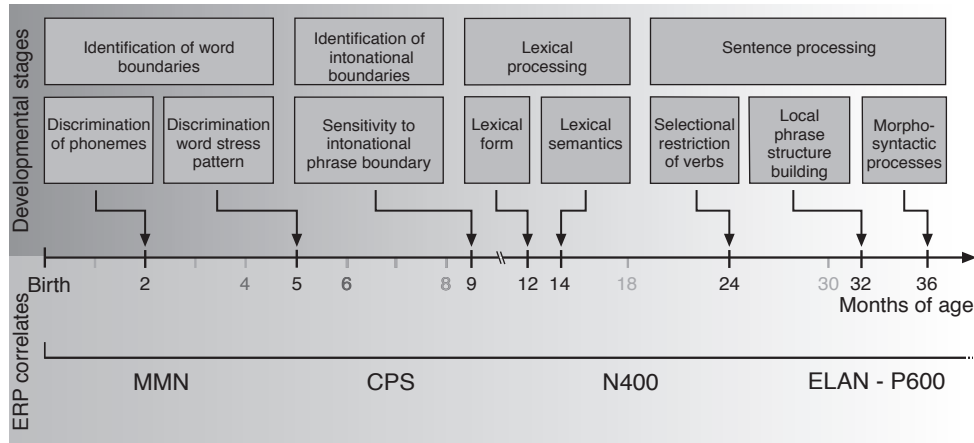 Developmental stages
Identification of word
boundaries
Identification of
intonational
boundaries
Lexical
processing
Sentence processing
Discrimination
of phonemes
Discrimination
word stress
pattern
Sensitivity to
intonational
phrase boundary
Lexical
form
Lexical
semantics
Selectional
restriction
of verbs
Local
phrase
structure
building
Morpho-
syntactic
processes
Birth 2 4 5 6 8 9 12 14 18 24 30 32 36
Months of age
ERP correlates
MMN CPS N400 ELAN - P600